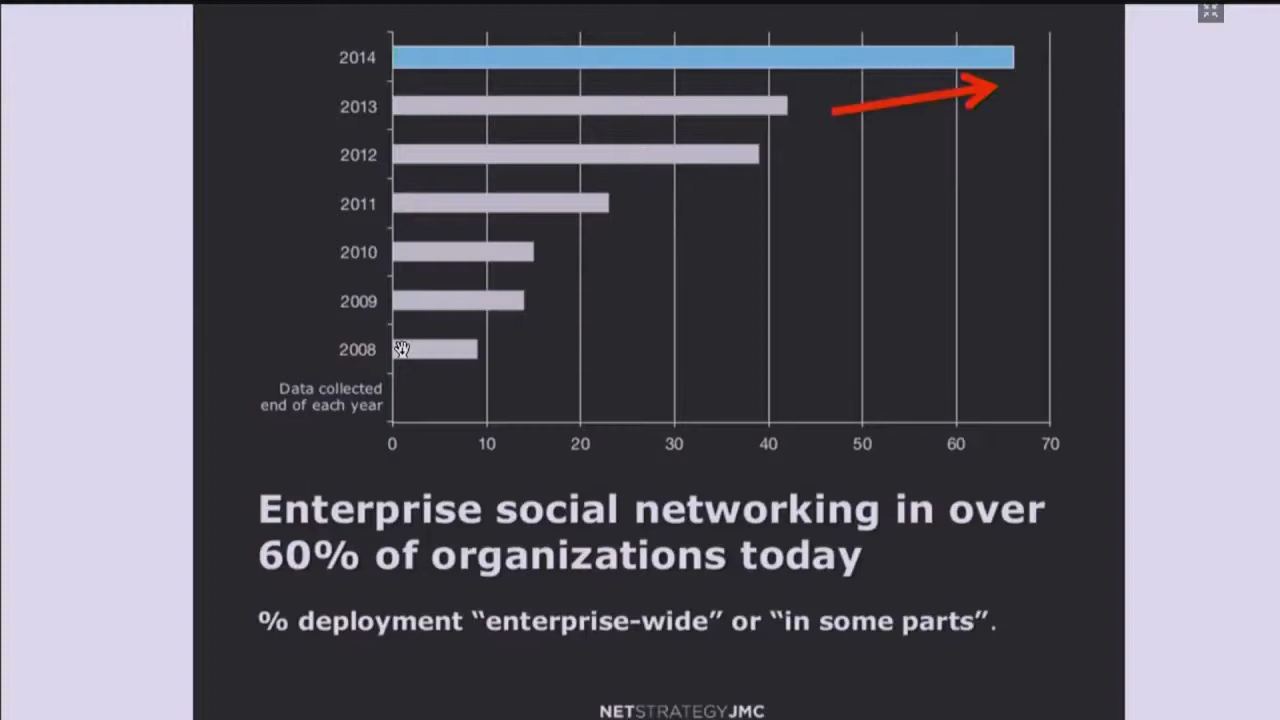 2014
2013
2012
2011
2010
2009
2008
Data collected
end of each year
0 10 20 30 40 50 60 70
Enterprise social networking in over
60% of organizations today
% deployment “enterprise-wide” or “in some parts”.
NETSTRATEGYJMC